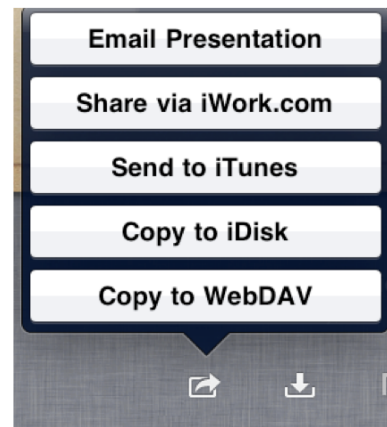 Email Presentation
Share via iWork.com
Send to iTunes
Copy to iDisk
Copy to WebDAV